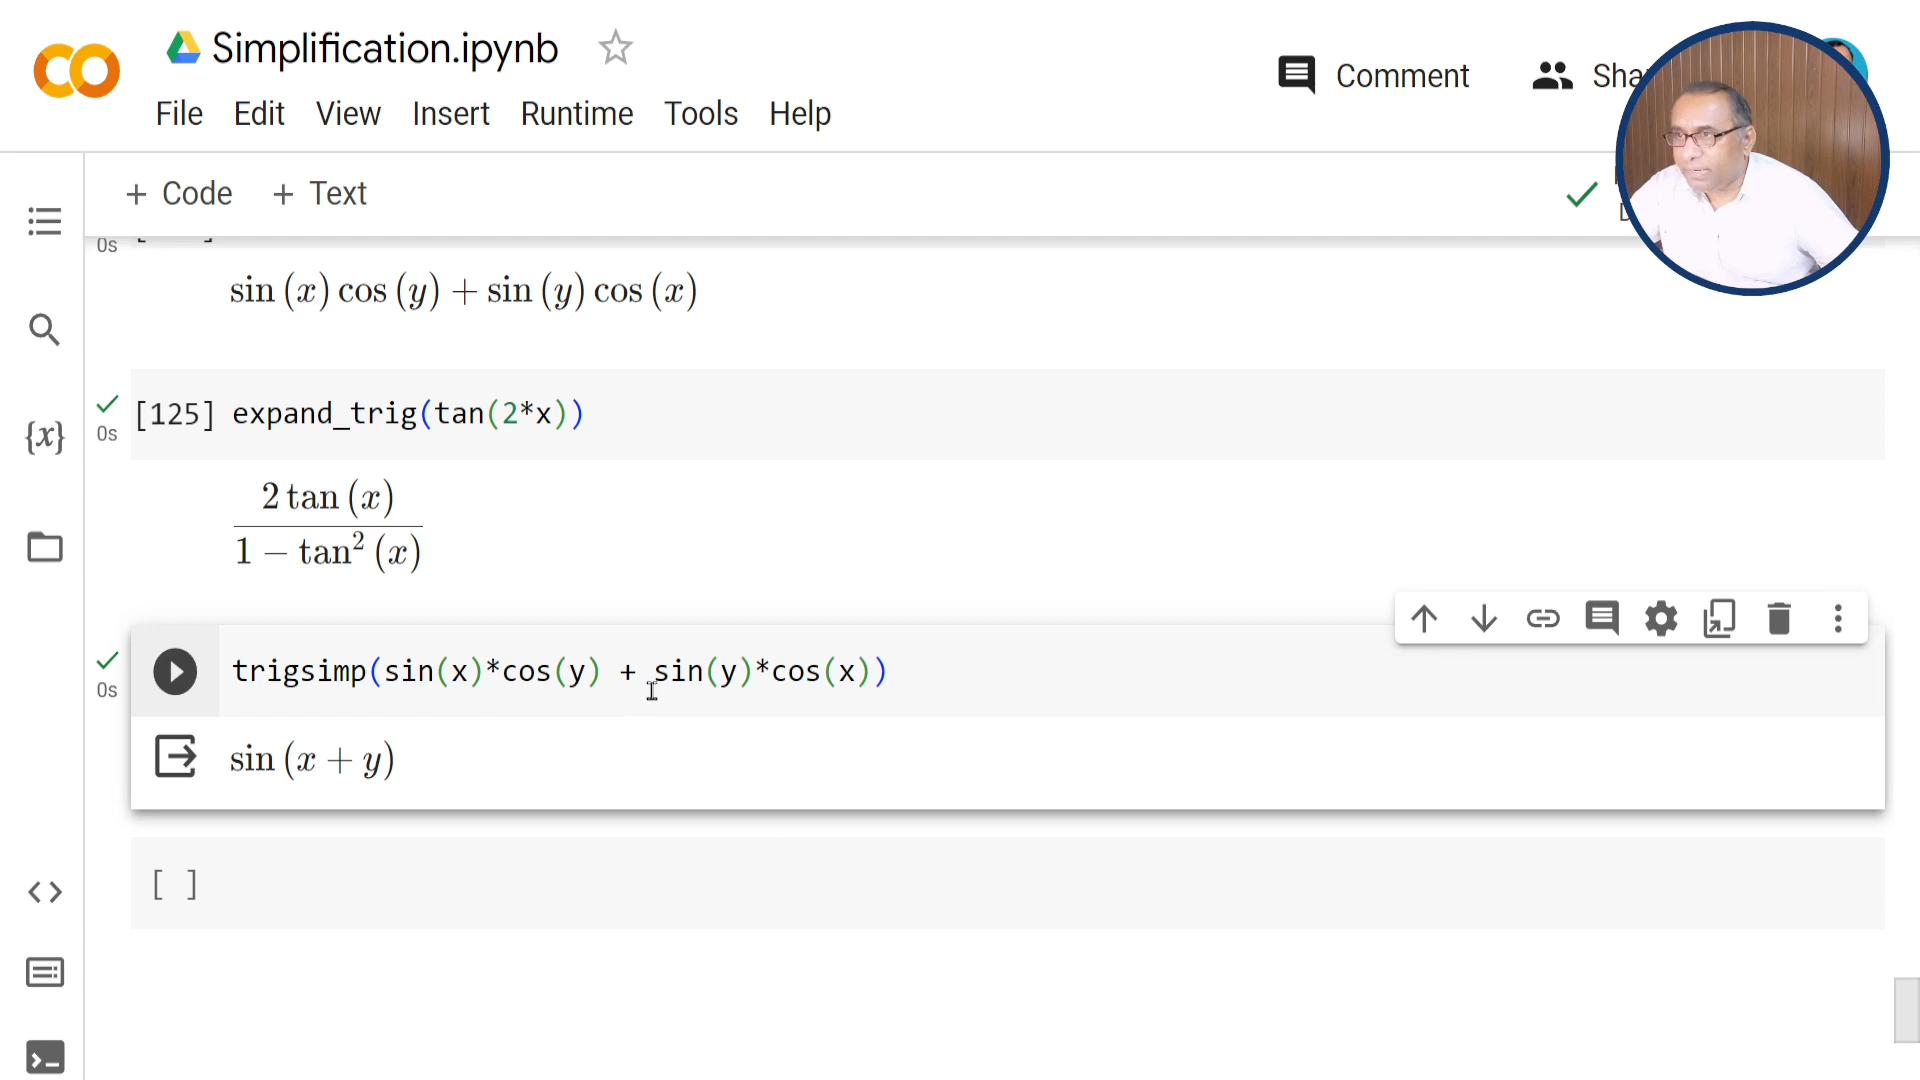 Simplification.ipynb
Comment
Sha
File Edit View Insert Runtime Tools Help
+ Code + Text
0s
sin (x) cos (y) + sin (y) cos (x)
[125] expand_trig(tan(2*x))
0s
2 tan (x)
1 − tan² (x)
{x}
trigsimp(sin(x)*cos(y) + sin(y)*cos(x))
0s
sin (x + y)
[ ]